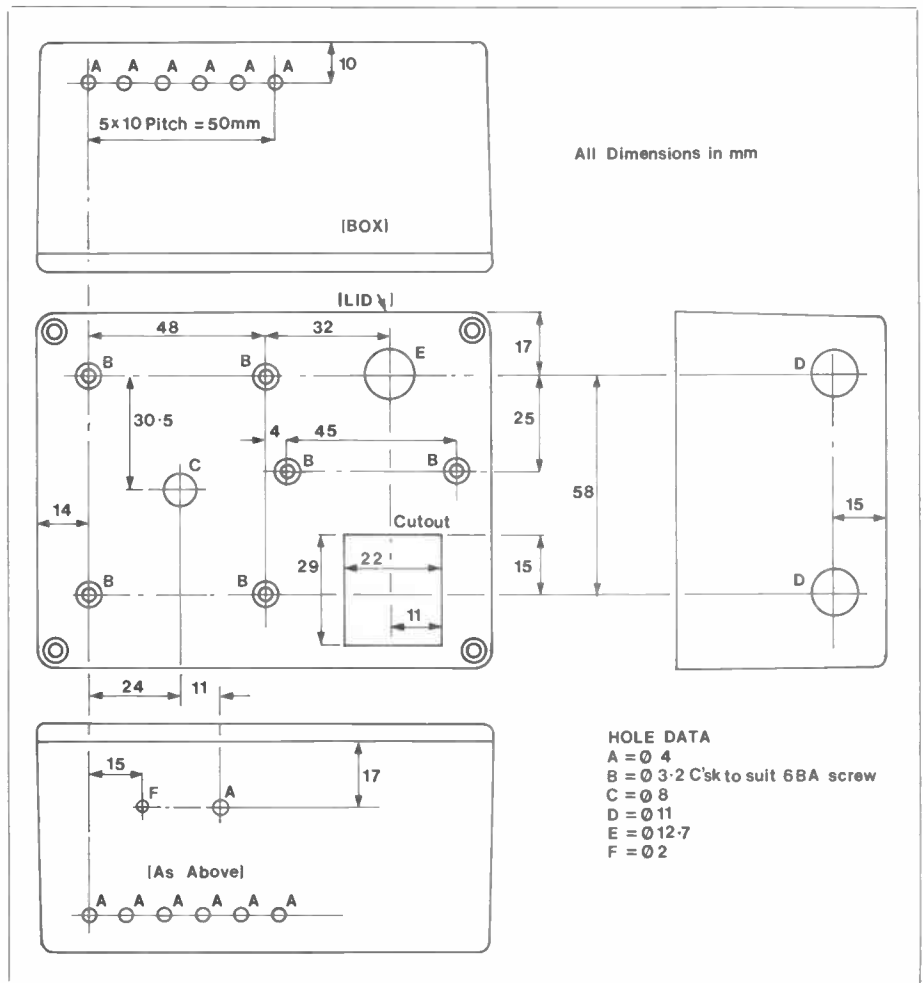 A A A A A A
10
5×10 Pitch = 50mm
All Dimensions in mm
(BOX)
(LID)
48 32
17
B B E
D
30·5
25
4 45
C B B
58
14
15
Cutout
29 22
15
B B
D
11
24 11
15
17
F A
(As Above)
A A A A A A
HOLE DATA
A = Ø 4
B = Ø 3·2 C'sk to suit 6BA screw
C = Ø 8
D = Ø 11
E = Ø 12·7
F = Ø 2